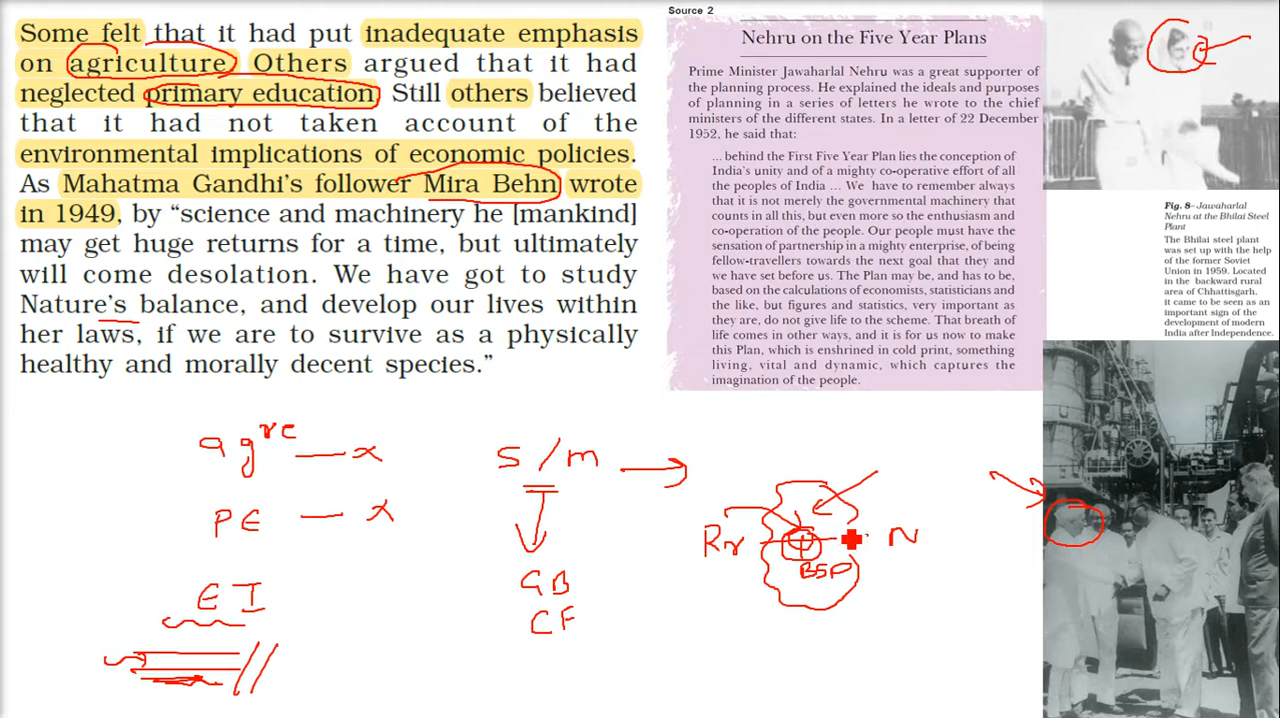 Some felt that it had put inadequate emphasis
on agriculture. Others argued that it had
neglected primary education. Still others believed
that it had not taken account of the
environmental implications of economic policies.
As Mahatma Gandhi's follower Mira Behn wrote
in 1949, by "science and machinery he [mankind]
may get huge returns for a time, but ultimately
will come desolation. We have got to study
Nature's balance, and develop our lives within
her laws, if we are to survive as a physically
healthy and morally decent species."
Source 2
Nehru on the Five Year Plans
Prime Minister Jawaharlal Nehru was a great supporter of
the planning process. He explained the ideals and purposes
of planning in a series of letters he wrote to the chief
ministers of the different states. In a letter of 22 December
1952, he said that:
... behind the First Five Year Plan lies the conception of
India's unity and of a mighty co-operative effort of all
the peoples of India ... We have to remember always
that it is not merely the governmental machinery that
counts in all this, but even more so the enthusiasm and
co-operation of the people. Our people must have the
sensation of partnership in a mighty enterprise, of being
fellow-travellers towards the next goal that they and
we have set before us. The Plan may be, and has to be,
based on the calculations of economists, statisticians and
the like, but figures and statistics, very important as
they are, do not give life to the scheme. That breath of
life comes in other ways, and it is for us now to make
this Plan, which is enshrined in cold print, something
living, vital and dynamic, which captures the
imagination of the people.
Fig. 8–Jawaharlal
Nehru at the Bhilai Steel
Plant
The Bhilai steel plant
was set up with the help
of the former Soviet
Union in 1959. Located
in the backward rural
area of Chhattisgarh,
it came to be seen as an
important sign of the
development of modern
India after Independence.
agre — x
PE — x
EI
S/m
GB
CF
Rr
BSP
N